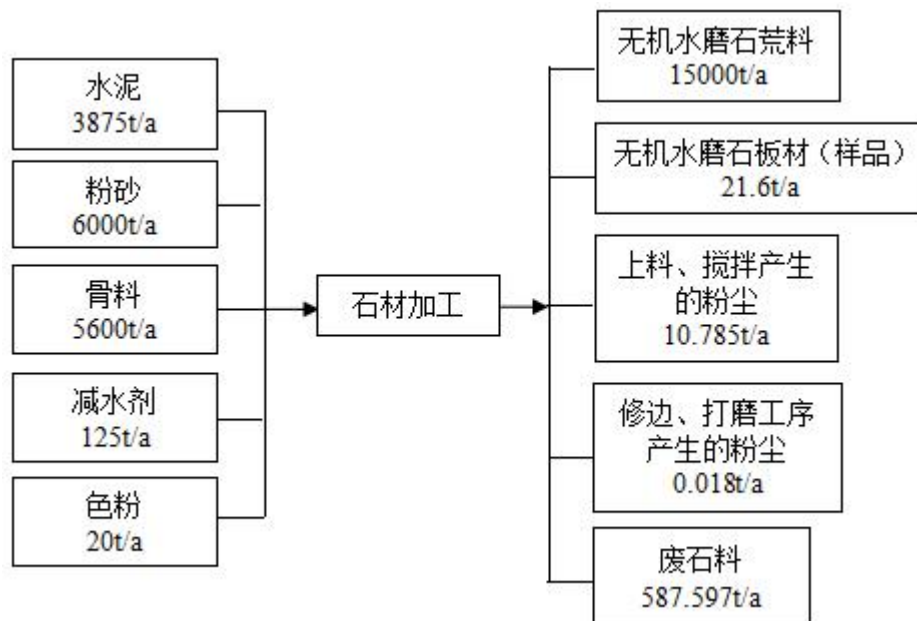 水泥
3875t/a
粉砂
6000t/a
骨料
5600t/a
减水剂
125t/a
色粉
20t/a
石材加工
无机水磨石荒料
15000t/a
无机水磨石板材（样品）
21.6t/a
上料、搅拌产生
的粉尘
10.785t/a
修边、打磨工序
产生的粉尘
0.018t/a
废石料
587.597t/a